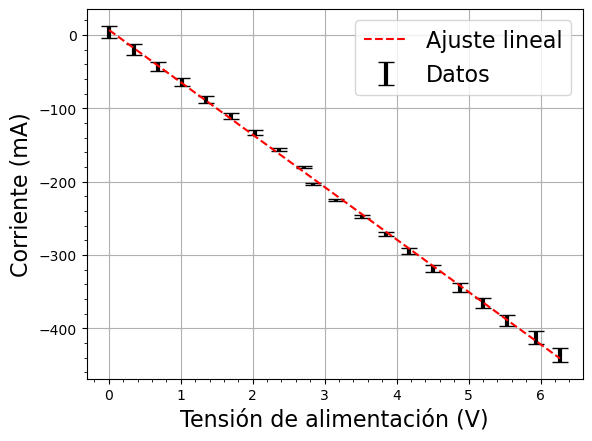 Ajuste lineal
Datos
Corriente (mA)
0
−100
−200
−300
−400
0 1 2 3 4 5 6
Tensión de alimentación (V)